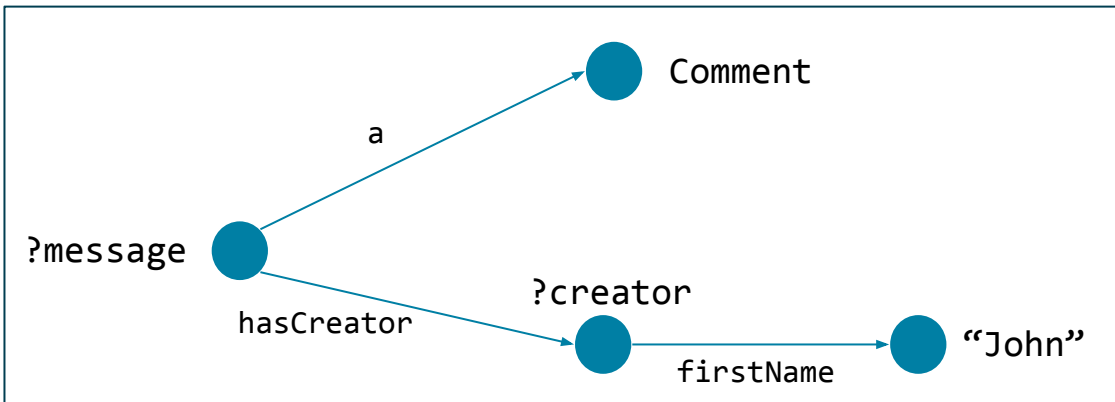 Comment
a
?message
?creator
hasCreator
“John”
firstName